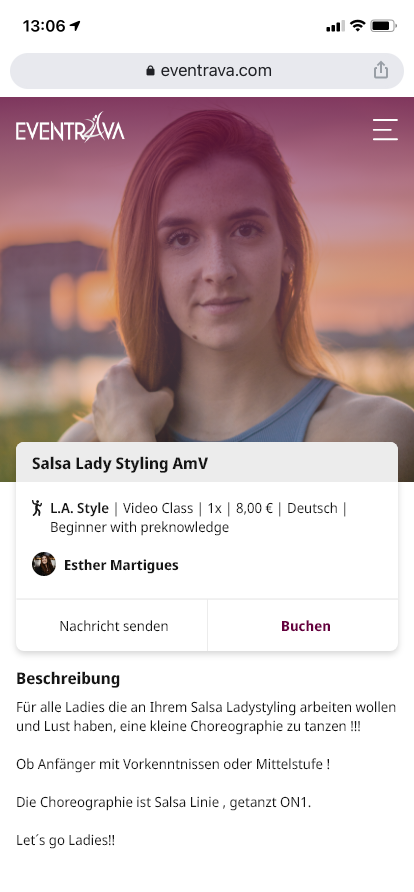 13:06
eventrava.com
EVENTRAVA
Salsa Lady Styling AmV
L.A. Style | Video Class | 1x | 8,00 € | Deutsch |
Beginner with preknowledge
Esther Martigues
Nachricht senden
Buchen
Beschreibung
Für alle Ladies die an Ihrem Salsa Ladystyling arbeiten wollen
und Lust haben, eine kleine Choreographie zu tanzen !!!
Ob Anfänger mit Vorkenntnissen oder Mittelstufe !
Die Choreographie ist Salsa Linie , getanzt ON1.
Let´s go Ladies!!